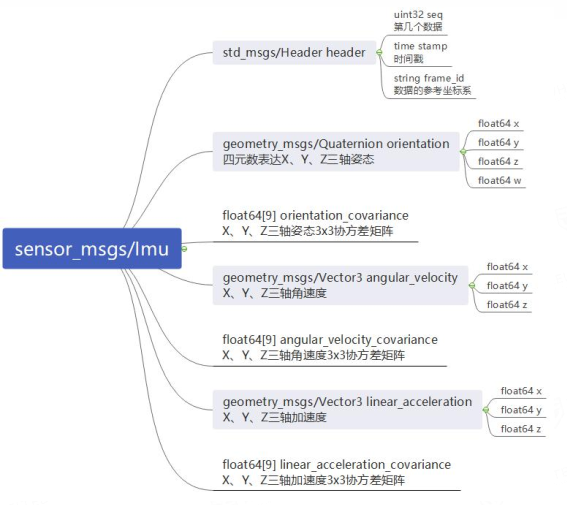 sensor_msgs/Imu
std_msgs/Header header
uint32 seq
第几个数据
time stamp
时间戳
string frame_id
数据的参考坐标系
geometry_msgs/Quaternion orientation
四元数表达X、Y、Z三轴姿态
float64 x
float64 y
float64 z
float64 w
float64[9] orientation_covariance
X、Y、Z三轴姿态3x3协方差矩阵
geometry_msgs/Vector3 angular_velocity
X、Y、Z三轴角速度
float64 x
float64 y
float64 z
float64[9] angular_velocity_covariance
X、Y、Z三轴角速度3x3协方差矩阵
geometry_msgs/Vector3 linear_acceleration
X、Y、Z三轴加速度
float64 x
float64 y
float64 z
float64[9] linear_acceleration_covariance
X、Y、Z三轴加速度3x3协方差矩阵